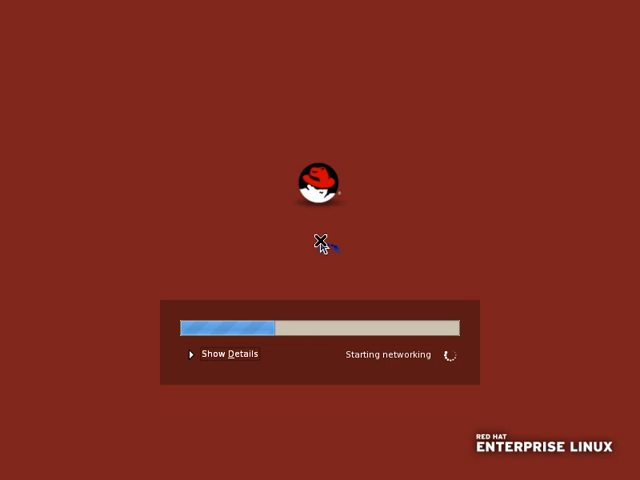 Show Details
Starting networking
RED HAT
ENTERPRISE LINUX